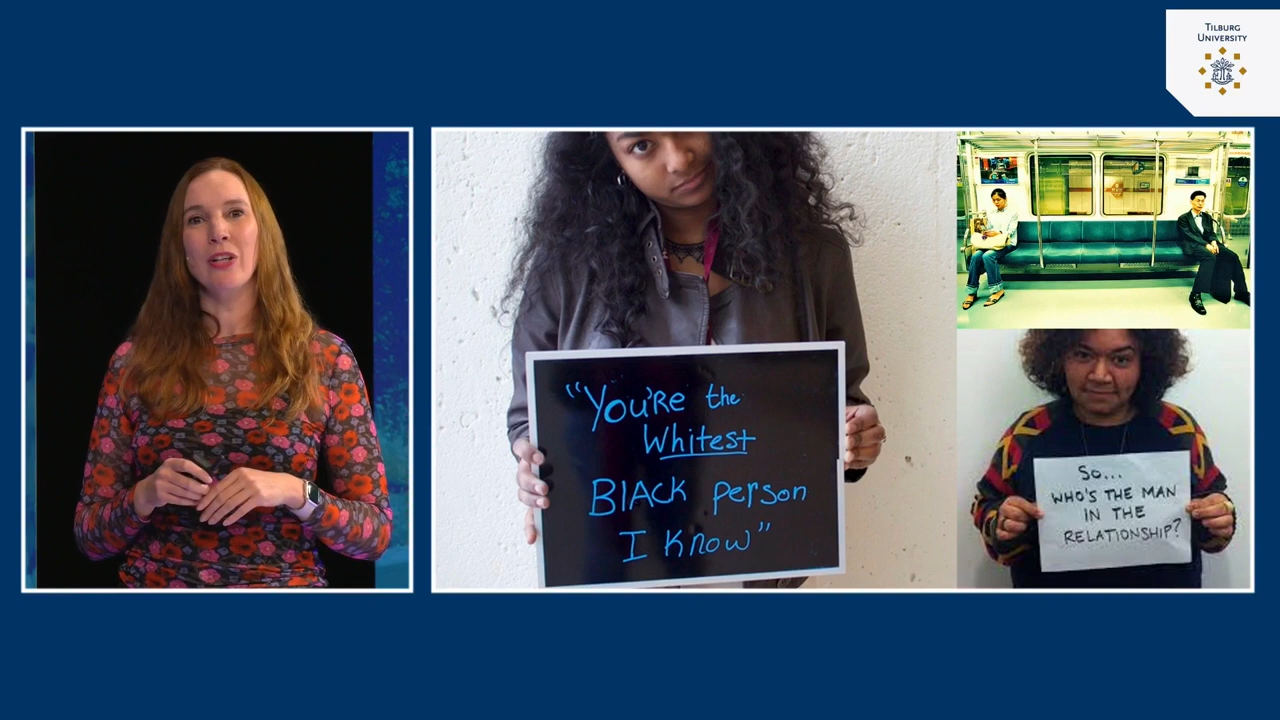 TILBURG
UNIVERSITY
"YOU'RE the
Whitest
BLACK person
I know"
SO...
WHO'S THE MAN
IN THE
RELATIONSHIP?